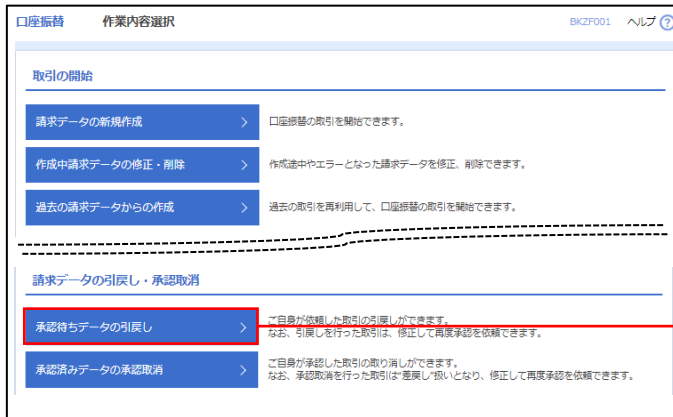 口座振替 作業内容選択 BKZF001 ヘルプ ?
取引の開始
請求データの新規作成 口座振替の取引を開始できます。
作成中請求データの修正・削除 作成途中やエラーとなった請求データを修正、削除できます。
過去の請求データからの作成 過去の取引を再利用して、口座振替の取引を開始できます。
請求データの引戻し・承認取消
承認待ちデータの引戻し ご自身が依頼した取引の引戻しができます。
なお、引戻しを行った取引は、修正して再度承認を依頼できます。
承認済みデータの承認取消 ご自身が承認した取引の取り消しができます。
なお、承認取消を行った取引は“差戻し”扱いとなり、修正して再度承認を依頼できます。